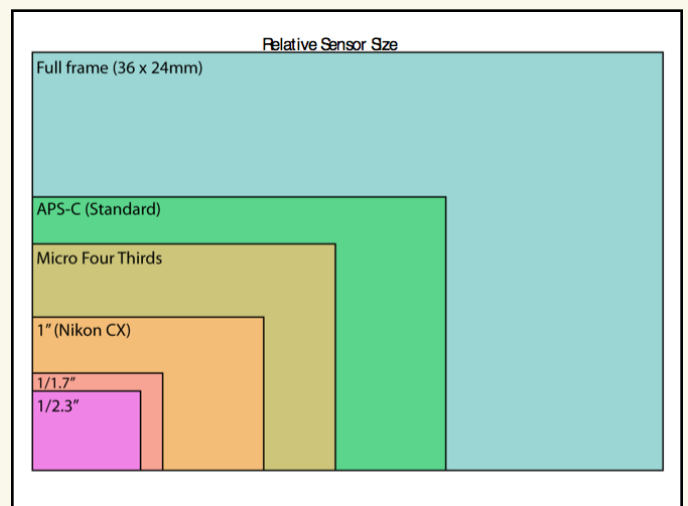 Relative Sensor Size
Full frame (36 x 24mm)
APS-C (Standard)
Micro Four Thirds
1” (Nikon CX)
1/1.7”
1/2.3”